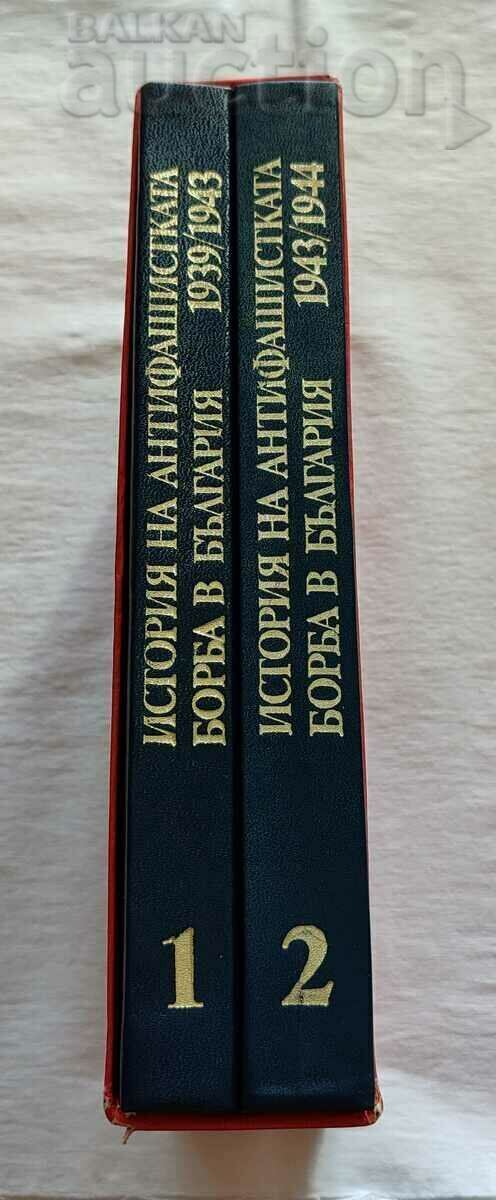 BALKAN
auction
ИСТОРИЯ НА АНТИФАШИСТКАТА
БОРБА В БЪЛГАРИЯ 1939/1943
1
ИСТОРИЯ НА АНТИФАШИСТКАТА
БОРБА В БЪЛГАРИЯ 1943/1944
2